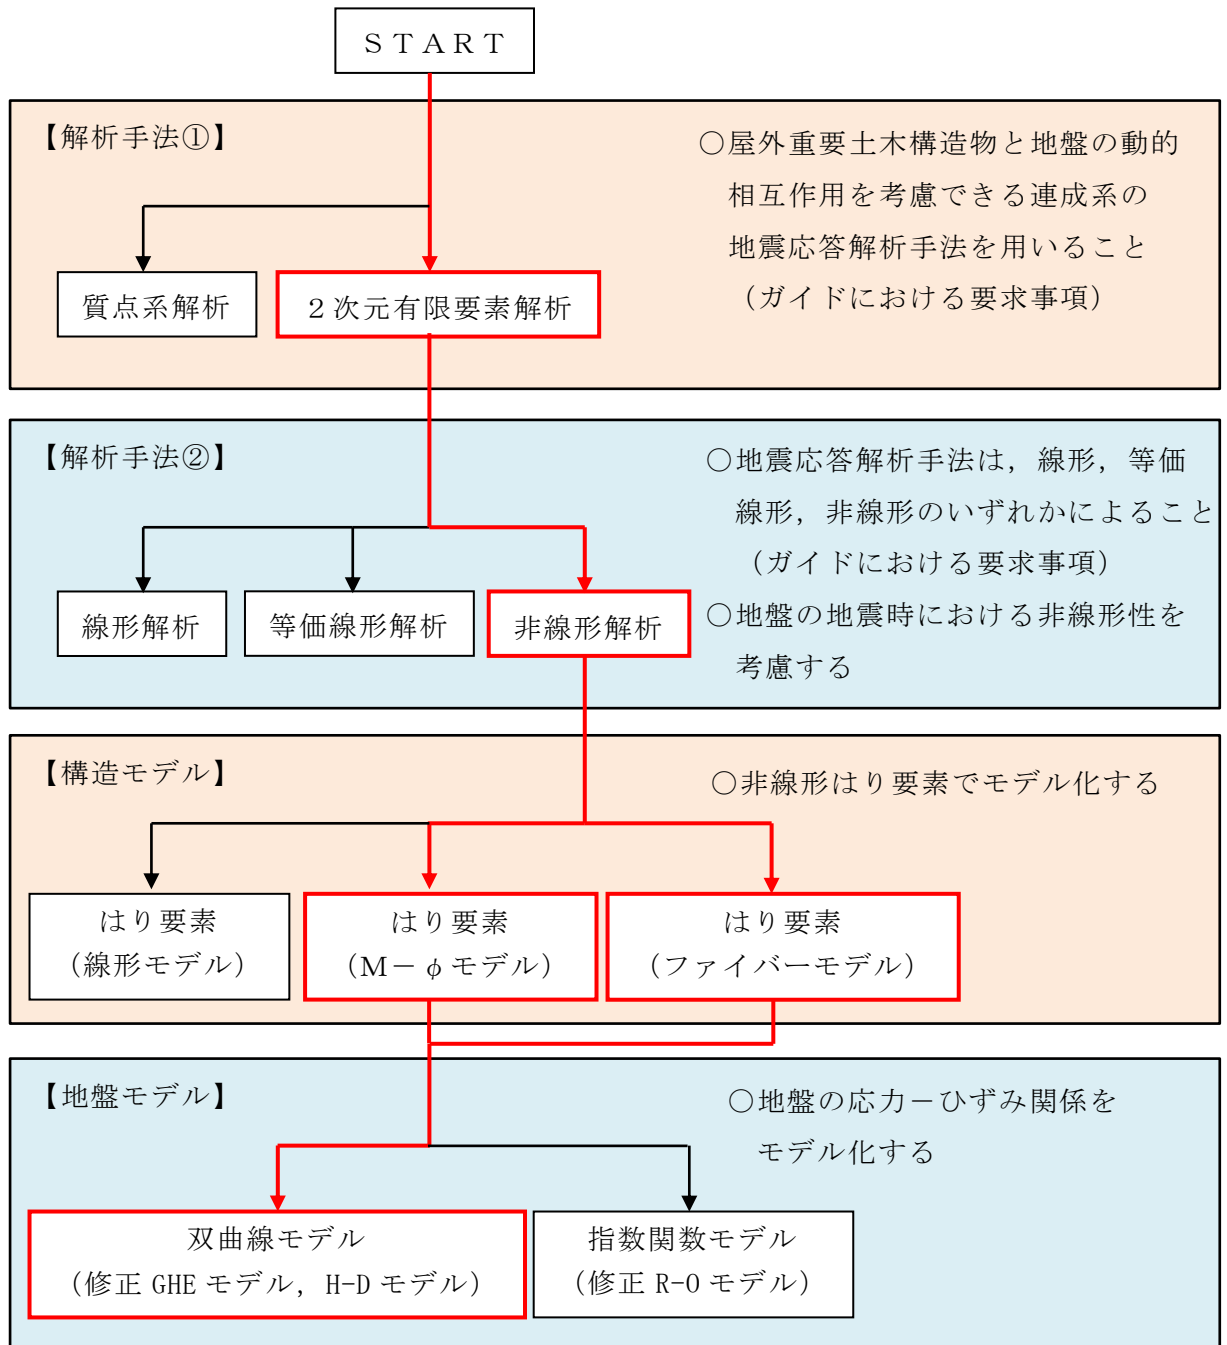 ＳＴＡＲＴ
【解析手法①】
○屋外重要土木構造物と地盤の動的
相互作用を考慮できる連成系の
地震応答解析手法を用いること
（ガイドにおける要求事項）
質点系解析
２次元有限要素解析
【解析手法②】
○地震応答解析手法は，線形，等価
線形，非線形のいずれかによること
（ガイドにおける要求事項）
○地盤の地震時における非線形性を
考慮する
線形解析
等価線形解析
非線形解析
【構造モデル】
○非線形はり要素でモデル化する
はり要素
（線形モデル）
はり要素
（Ｍ－φモデル）
はり要素
（ファイバーモデル）
【地盤モデル】
○地盤の応力－ひずみ関係を
モデル化する
双曲線モデル
（修正 GHE モデル，H-D モデル）
指数関数モデル
（修正 R-O モデル）